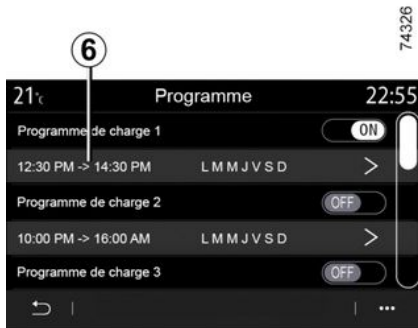 74326
6
21°c Programme 22:55
Programme de charge 1 ON
12:30 PM -> 14:30 PM L M M J V S D >
Programme de charge 2 OFF
10:00 PM -> 16:00 AM L M M J V S D >
Programme de charge 3 OFF